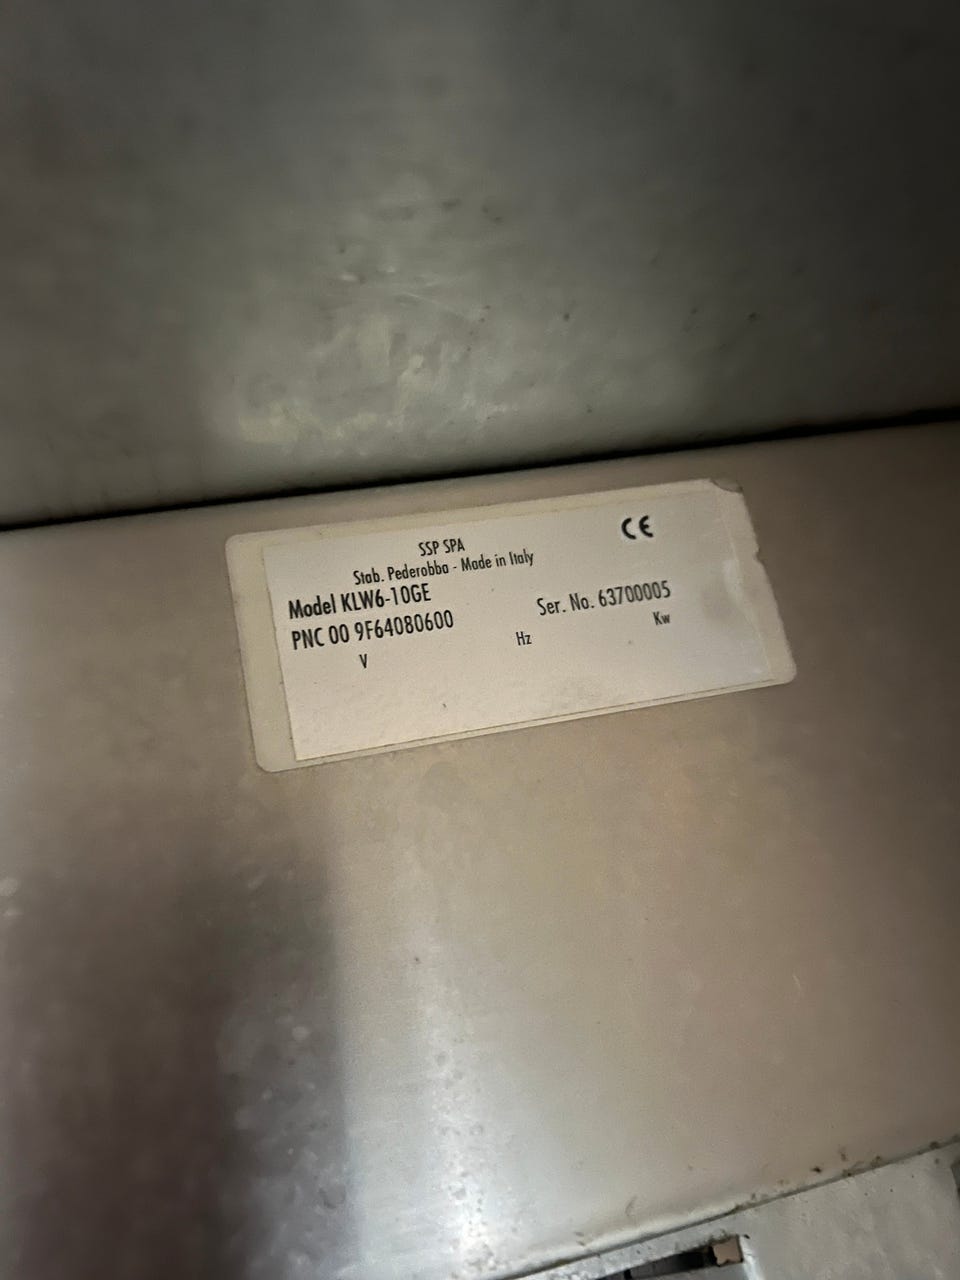 CE
SSP SPA
Stab. Pederobba - Made in Italy
Model KLW6-10GE
PNC 00 9F64080600 Ser. No. 63700005
V Hz Kw